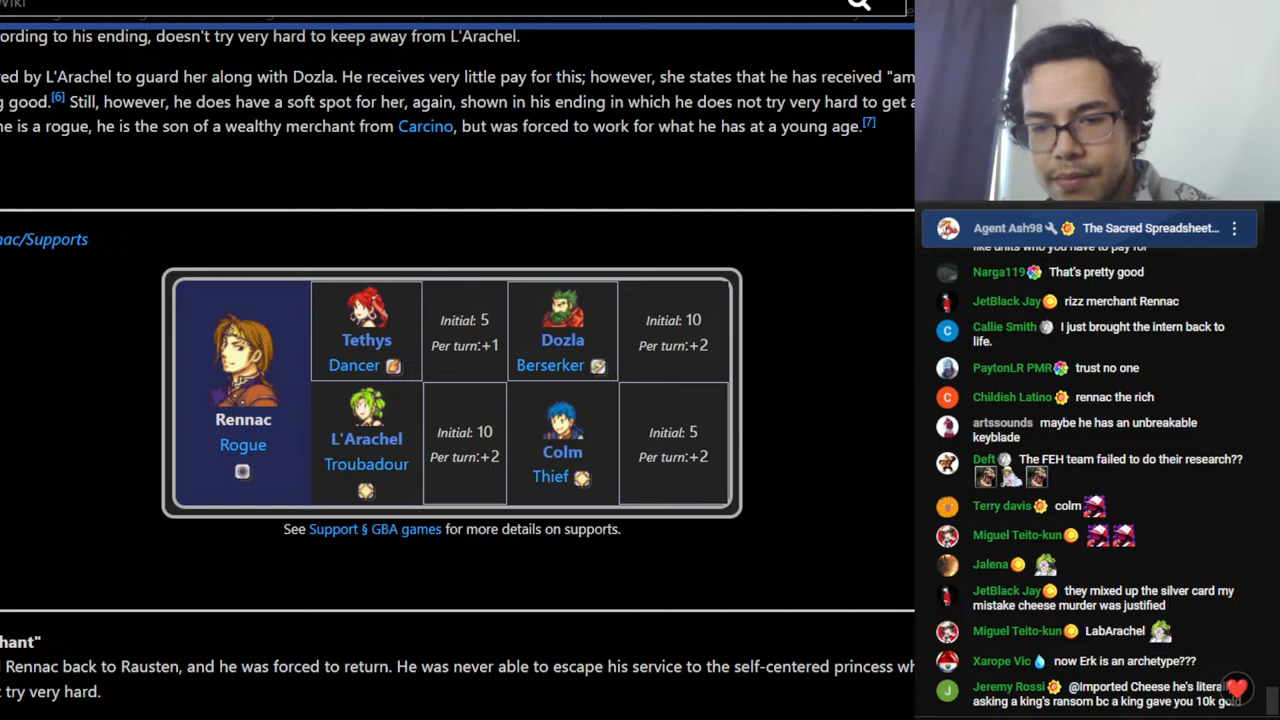 Wiki
ording to his ending, doesn't try very hard to keep away from L'Arachel.
ed by L'Arachel to guard her along with Dozla. He receives very little pay for this; however, she states that he has received "am
g good.[6] Still, however, he does have a soft spot for her, again, shown in his ending in which he does not try very hard to get a
he is a rogue, he is the son of a wealthy merchant from Carcino, but was forced to work for what he has at a young age.[7]
nac/Supports
Rennac
Rogue
Tethys
Dancer
Initial: 5
Per turn:+1
Dozla
Berserker
Initial: 10
Per turn:+2
L'Arachel
Troubadour
Initial: 10
Per turn:+2
Colm
Thief
Initial: 5
Per turn:+2
See Support § GBA games for more details on supports.
hant"
Rennac back to Rausten, and he was forced to return. He was never able to escape his service to the self-centered princess wh
t try very hard.
Agent Ash98 The Sacred Spreadsheet...
like units who you have to pay for
Narga119 That's pretty good
JetBlack Jay rizz merchant Rennac
Callie Smith I just brought the intern back to
life.
PaytonLR PMR trust no one
Childish Latino rennac the rich
artssounds maybe he has an unbreakable
keyblade
Deft The FEH team failed to do their research??
Terry davis colm
Miguel Teito-kun
Jalena
JetBlack Jay they mixed up the silver card my
mistake cheese murder was justified
Miguel Teito-kun LabArachel
Xarope Vic now Erk is an archetype???
Jeremy Rossi @Imported Cheese he's literal
asking a king's ransom bc a king gave you 10k gold